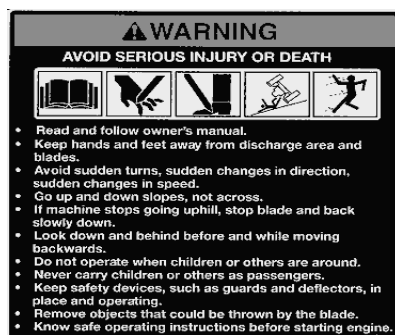 WARNING
AVOID SERIOUS INJURY OR DEATH
• Read and follow owner's manual.
• Keep hands and feet away from discharge area and
blades.
• Avoid sudden turns, sudden changes in direction,
sudden changes in speed.
• Go up and down slopes, not across.
• If machine stops going uphill, stop blade and back
slowly down.
• Look down and behind before and while moving
backwards.
• Do not operate when children or others are around.
• Never carry children or others as passengers.
• Keep safety devices, such as guards and deflectors, in
place and operating.
• Remove objects that could be thrown by the blade.
• Know safe operating instructions before starting engine.